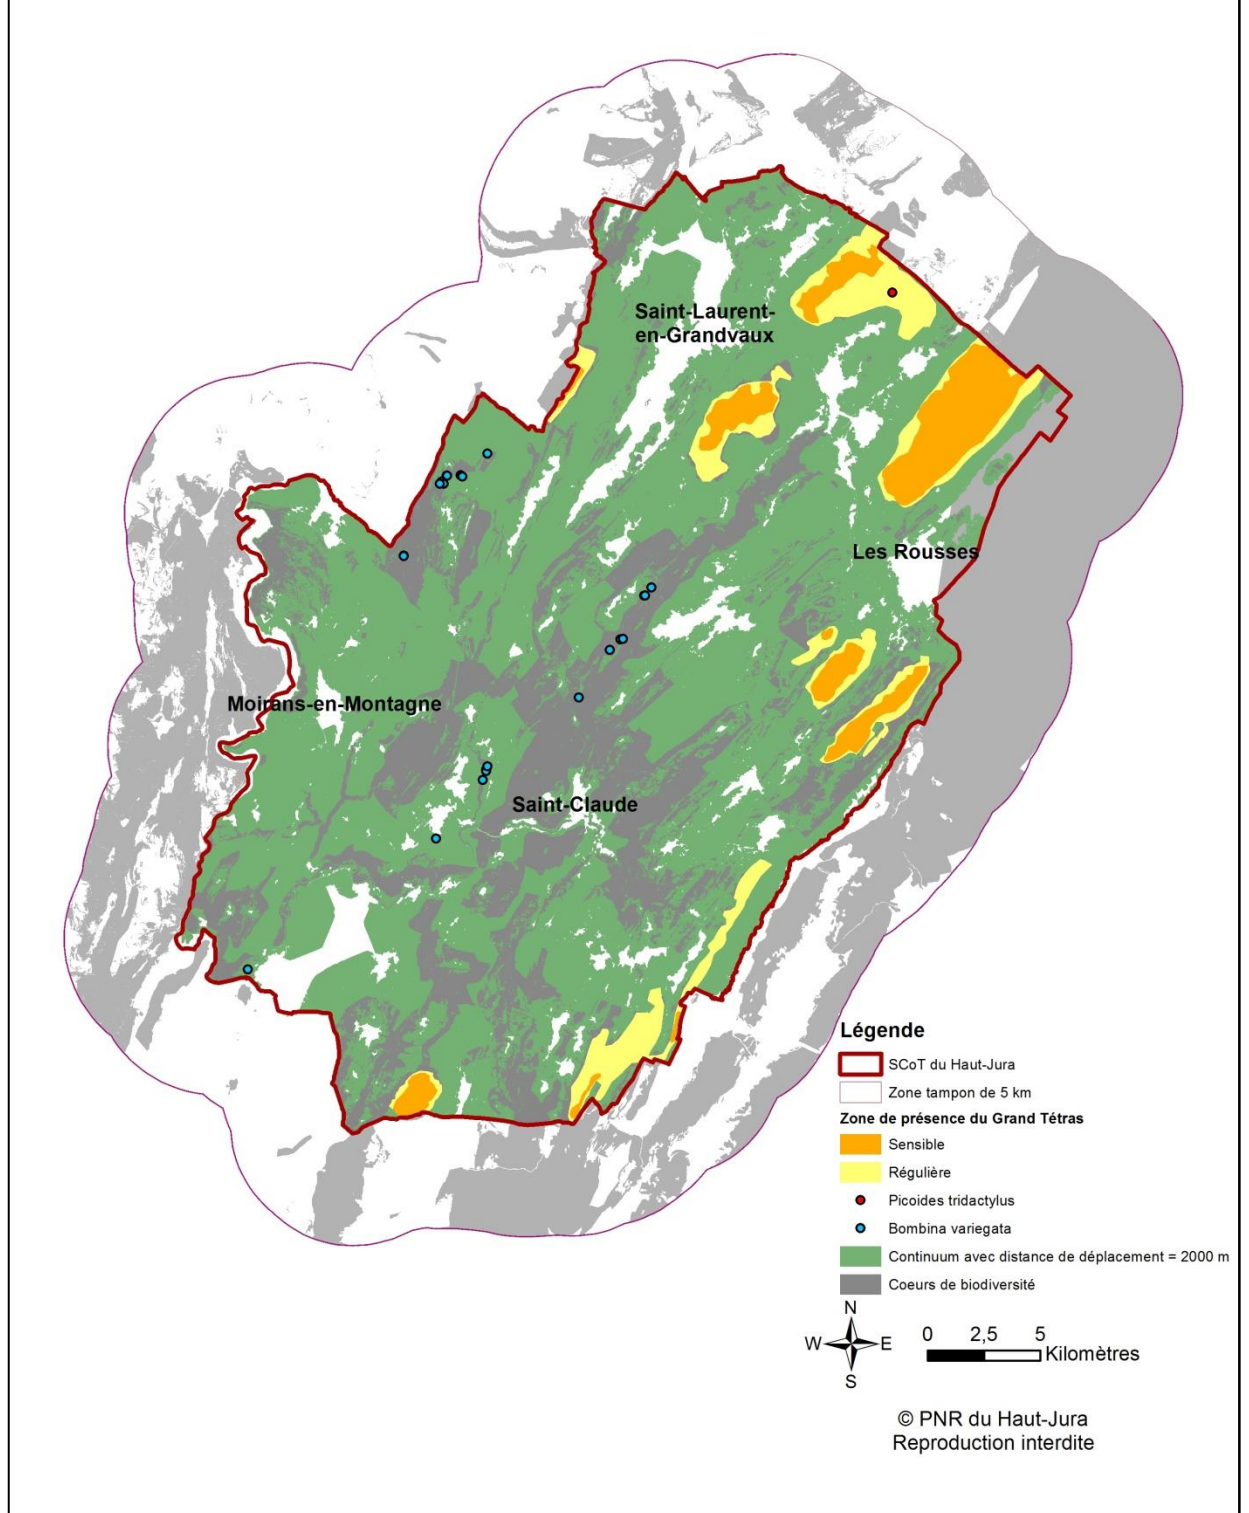 Saint-Laurent-
en-Grandvaux
Les Rousses
Moirans-en-Montagne
Saint-Claude
Légende
SCoT du Haut-Jura
Zone tampon de 5 km
Zone de présence du Grand Tétras
Sensible
Régulière
Picoides tridactylus
Bombina variegata
Continuum avec distance de déplacement = 2000 m
Coeurs de biodiversité
N
W
E
S
0 2,5 5
Kilomètres
© PNR du Haut-Jura
Reproduction interdite